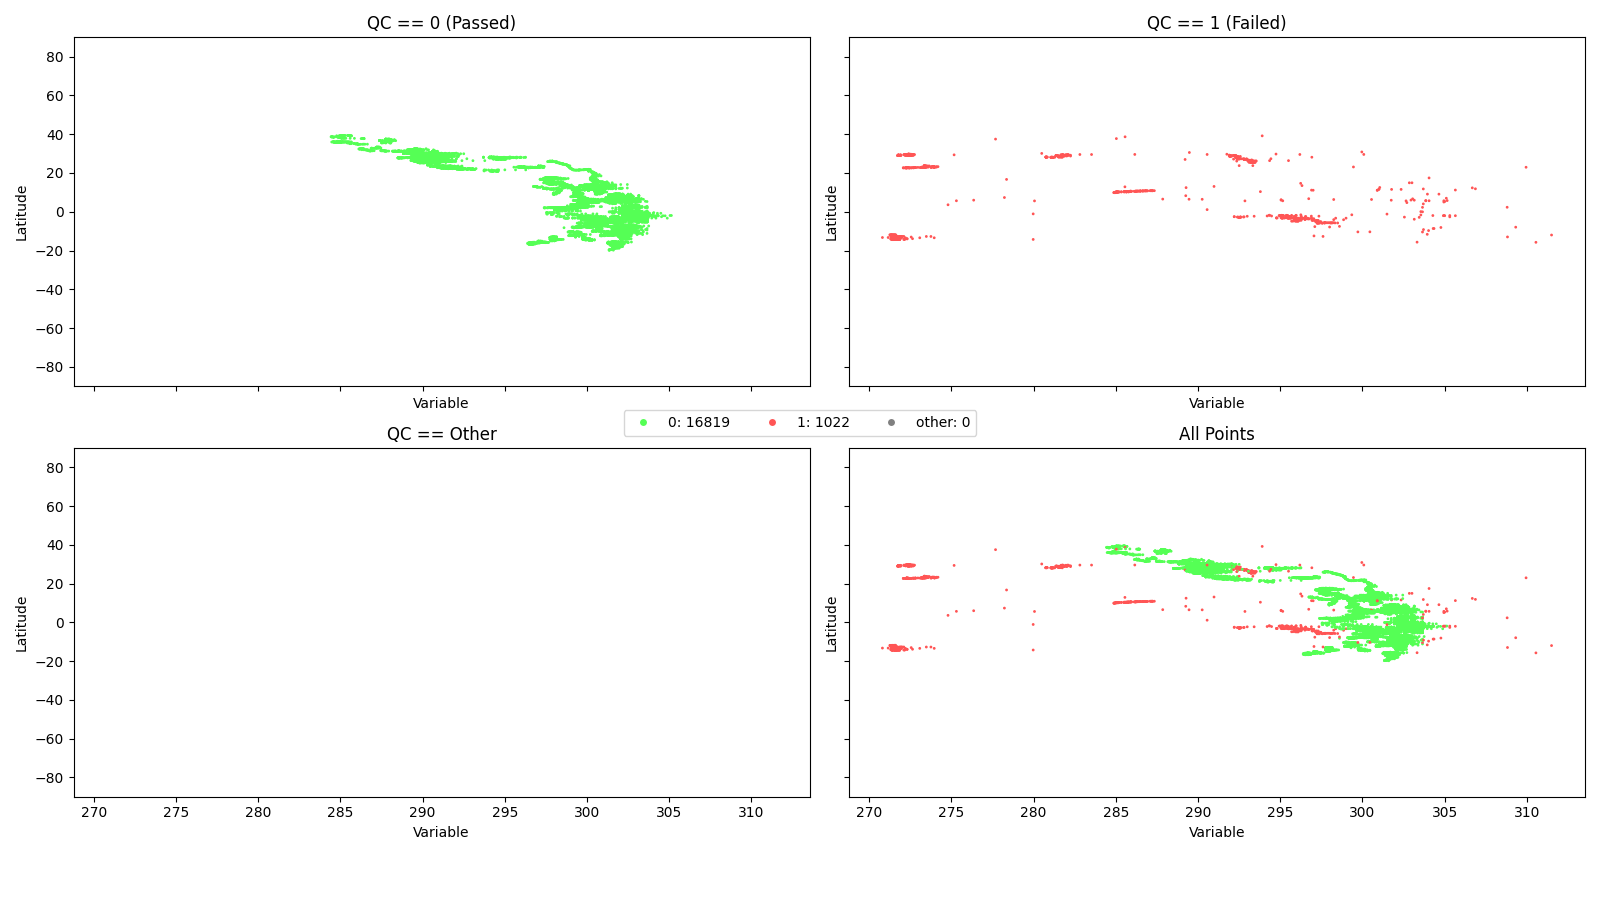 QC == 0 (Passed)
QC == 1 (Failed)
80
60
40
20
0
−20
−40
−60
−80
Latitude
Latitude
Variable
Variable
0: 16819 1: 1022 other: 0
QC == Other
All Points
80
60
40
20
0
−20
−40
−60
−80
Latitude
Latitude
270 275 280 285 290 295 300 305 310
270 275 280 285 290 295 300 305 310
Variable
Variable